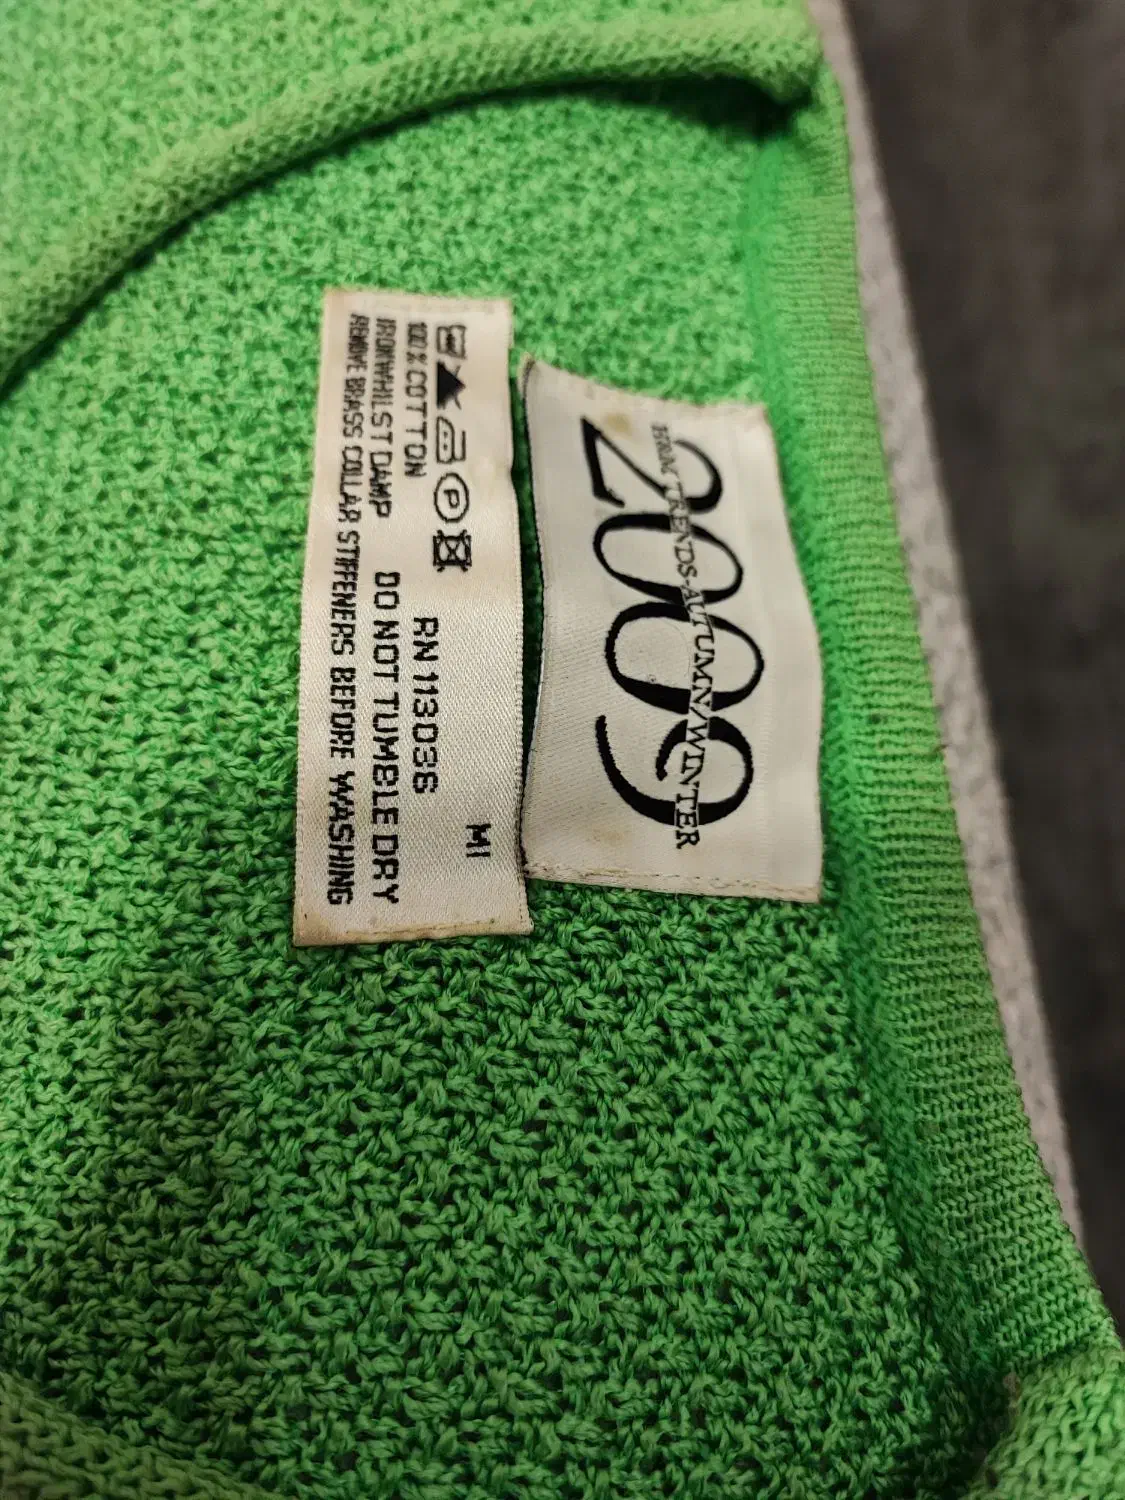 100% COTTON RN 113036 M1
IRON WHILST DAMP DO NOT TUMBLE DRY
REMOVE BRASS COLLAR STIFFENERS BEFORE WASHING
2009
TRENDS-AUTUMN/WINTER